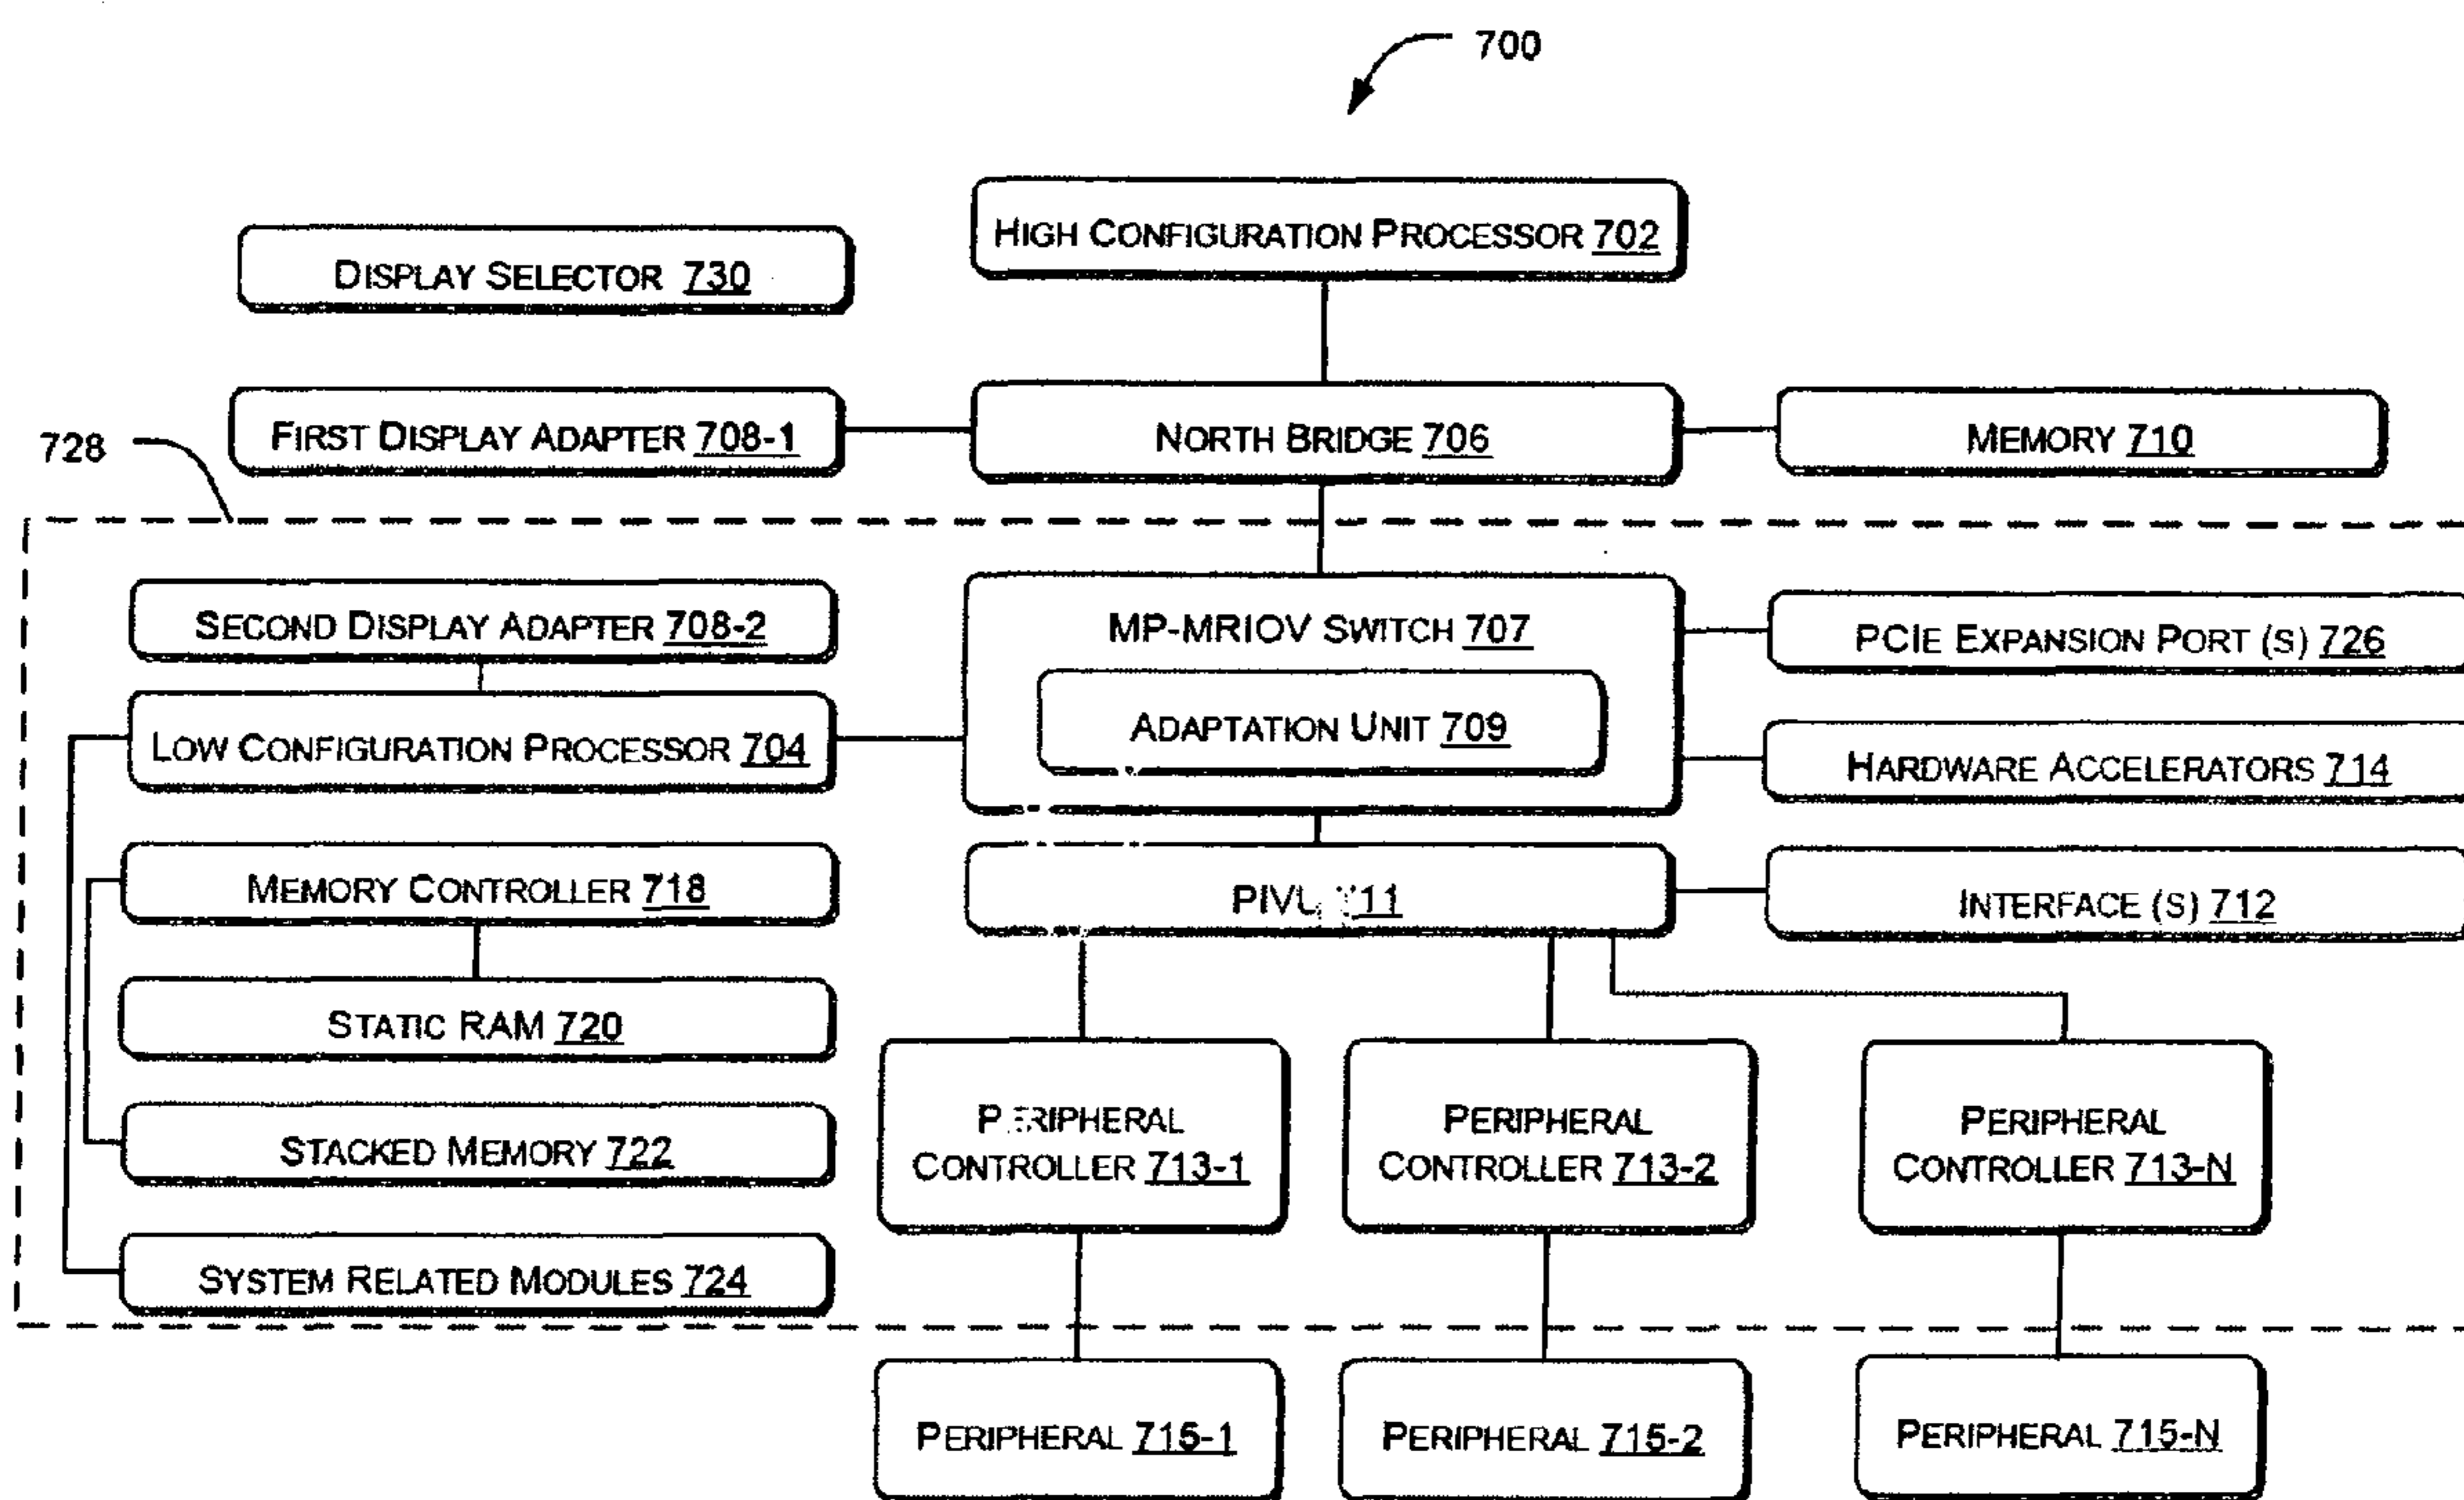 700
HIGH CONFIGURATION PROCESSOR 702
DISPLAY SELECTOR 730
728
FIRST DISPLAY ADAPTER 708-1
NORTH BRIDGE 706
MEMORY 710
SECOND DISPLAY ADAPTER 708-2
MP-MRIOV SWITCH 707
PCIE EXPANSION PORT (S) 726
LOW CONFIGURATION PROCESSOR 704
ADAPTATION UNIT 709
HARDWARE ACCELERATORS 714
MEMORY CONTROLLER 718
INTERFACE (S) 712
STATIC RAM 720
STACKED MEMORY 722
PERIPHERAL
CONTROLLER 713-1
PERIPHERAL
CONTROLLER 713-2
PERIPHERAL
CONTROLLER 713-N
SYSTEM RELATED MODULES 724
PERIPHERAL 715-1
PERIPHERAL 715-2
PERIPHERAL 715-N